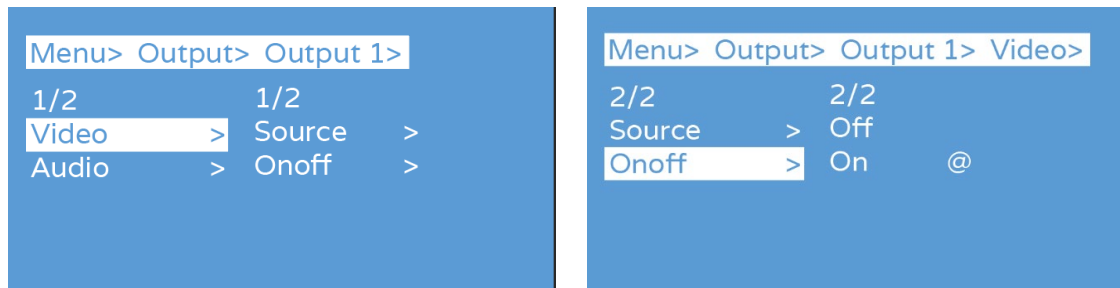 Menu> Output> Output 1>
1/2 1/2
Video > Source >
Audio > Onoff >
Menu> Output> Output 1> Video>
2/2 2/2
Source > Off
Onoff > On @